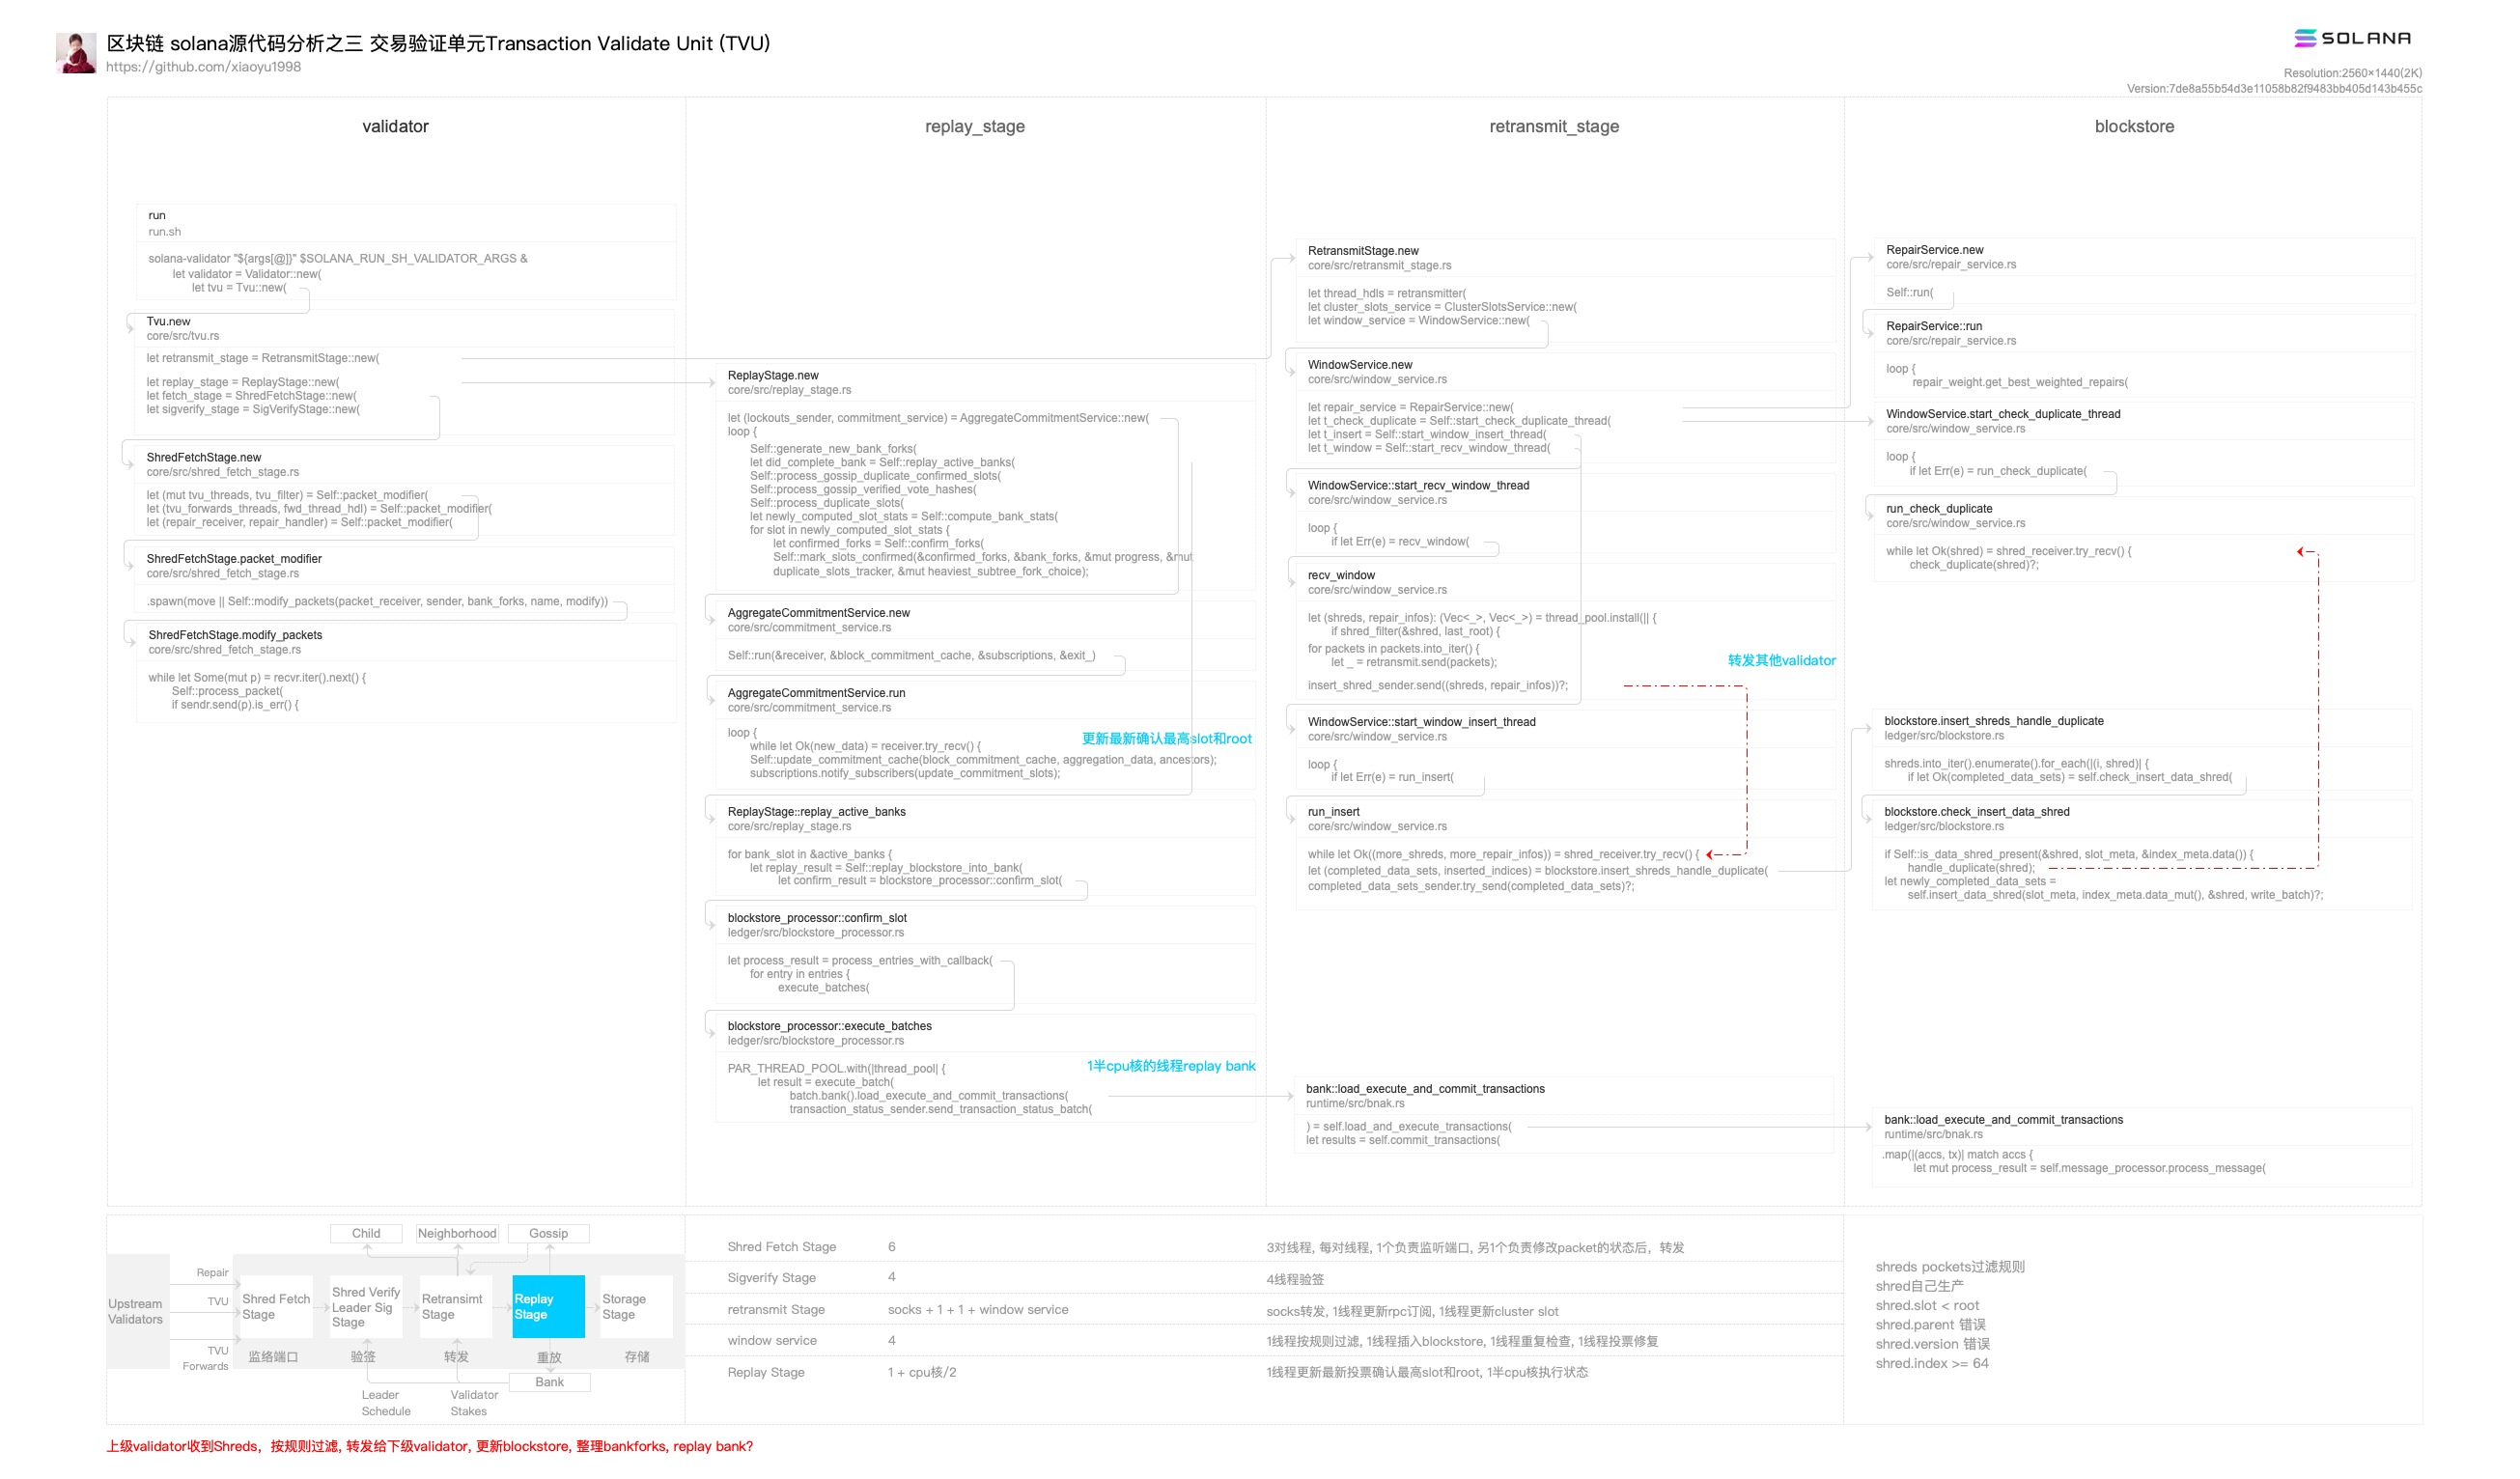 区块链 solana源代码分析之三 交易验证单元Transaction Validate Unit (TVU)
https://github.com/xiaoyu1998
SOLANA
Resolution:2560×1440(2K)
Version:7de8a55b54d3e11058b82f9483bb405d143b455c
validator
run
run.sh
solana-validator "${args[@]}" $SOLANA_RUN_SH_VALIDATOR_ARGS &
let validator = Validator::new(
let tvu = Tvu::new(
Tvu.new
core/src/tvu.rs
let retransmit_stage = RetransmitStage::new(
let replay_stage = ReplayStage::new(
let fetch_stage = ShredFetchStage::new(
let sigverify_stage = SigVerifyStage::new(
ShredFetchStage.new
core/src/shred_fetch_stage.rs
let (mut tvu_threads, tvu_filter) = Self::packet_modifier(
let (tvu_forwards_threads, fwd_thread_hdl) = Self::packet_modifier(
let (repair_receiver, repair_handler) = Self::packet_modifier(
ShredFetchStage.packet_modifier
core/src/shred_fetch_stage.rs
.spawn(move || Self::modify_packets(packet_receiver, sender, bank_forks, name, modify))
ShredFetchStage.modify_packets
core/src/shred_fetch_stage.rs
while let Some(mut p) = recvr.iter().next() {
Self::process_packet(
if sendr.send(p).is_err() {
replay_stage
ReplayStage.new
core/src/replay_stage.rs
let (lockouts_sender, commitment_service) = AggregateCommitmentService::new(
loop {
Self::generate_new_bank_forks(
let did_complete_bank = Self::replay_active_banks(
Self::process_gossip_duplicate_confirmed_slots(
Self::process_gossip_verified_vote_hashes(
Self::process_duplicate_slots(
let newly_computed_slot_stats = Self::compute_bank_stats(
for slot in newly_computed_slot_stats {
let confirmed_forks = Self::confirm_forks(
Self::mark_slots_confirmed(&confirmed_forks, &bank_forks, &mut progress, &mut
duplicate_slots_tracker, &mut heaviest_subtree_fork_choice);
AggregateCommitmentService.new
core/src/commitment_service.rs
Self::run(&receiver, &block_commitment_cache, &subscriptions, &exit_)
AggregateCommitmentService.run
core/src/commitment_service.rs
loop {
更新最新确认最高slot和root
while let Ok(new_data) = receiver.try_recv() {
Self::update_commitment_cache(block_commitment_cache, aggregation_data, ancestors);
subscriptions.notify_subscribers(update_commitment_slots);
ReplayStage::replay_active_banks
core/src/replay_stage.rs
for bank_slot in &active_banks {
let replay_result = Self::replay_blockstore_into_bank(
let confirm_result = blockstore_processor::confirm_slot(
blockstore_processor::confirm_slot
ledger/src/blockstore_processor.rs
let process_result = process_entries_with_callback(
for entry in entries {
execute_batches(
blockstore_processor::execute_batches
ledger/src/blockstore_processor.rs
1半cpu核的线程replay bank
PAR_THREAD_POOL.with(|thread_pool| {
let result = execute_batch(
batch.bank().load_execute_and_commit_transactions(
transaction_status_sender.send_transaction_status_batch(
retransmit_stage
RetransmitStage.new
core/src/retransmit_stage.rs
let thread_hdls = retransmitter(
let cluster_slots_service = ClusterSlotsService::new(
let window_service = WindowService::new(
WindowService.new
core/src/window_service.rs
let repair_service = RepairService::new(
let t_check_duplicate = Self::start_check_duplicate_thread(
let t_insert = Self::start_window_insert_thread(
let t_window = Self::start_recv_window_thread(
WindowService::start_recv_window_thread
core/src/window_service.rs
loop {
if let Err(e) = recv_window(
recv_window
core/src/window_service.rs
let (shreds, repair_infos): (Vec<_>, Vec<_>) = thread_pool.install(|| {
if shred_filter(&shred, last_root) {
for packets in packets.into_iter() {
let _ = retransmit.send(packets);
转发其他validator
insert_shred_sender.send((shreds, repair_infos))?;
WindowService::start_window_insert_thread
core/src/window_service.rs
loop {
if let Err(e) = run_insert(
run_insert
core/src/window_service.rs
while let Ok((more_shreds, more_repair_infos)) = shred_receiver.try_recv() {
let (completed_data_sets, inserted_indices) = blockstore.insert_shreds_handle_duplicate(
completed_data_sets_sender.try_send(completed_data_sets)?;
bank::load_execute_and_commit_transactions
runtime/src/bnak.rs
) = self.load_and_execute_transactions(
let results = self.commit_transactions(
blockstore
RepairService.new
core/src/repair_service.rs
Self::run(
RepairService::run
core/src/repair_service.rs
loop {
repair_weight.get_best_weighted_repairs(
WindowService.start_check_duplicate_thread
core/src/window_service.rs
loop {
if let Err(e) = run_check_duplicate(
run_check_duplicate
core/src/window_service.rs
while let Ok(shred) = shred_receiver.try_recv() {
check_duplicate(shred)?;
blockstore.insert_shreds_handle_duplicate
ledger/src/blockstore.rs
shreds.into_iter().enumerate().for_each(|(i, shred)| {
if let Ok(completed_data_sets) = self.check_insert_data_shred(
blockstore.check_insert_data_shred
ledger/src/blockstore.rs
if Self::is_data_shred_present(&shred, slot_meta, &index_meta.data()) {
handle_duplicate(shred);
let newly_completed_data_sets =
self.insert_data_shred(slot_meta, index_meta.data_mut(), &shred, write_batch)?;
bank::load_execute_and_commit_transactions
runtime/src/bnak.rs
.map(|(accs, tx)| match accs {
let mut process_result = self.message_processor.process_message(
Child
Neighborhood
Gossip
Upstream
Validators
Repair
TVU
TVU
Forwards
Shred Fetch
Stage
Shred Verify
Leader Sig
Stage
Retransimt
Stage
Replay
Stage
Storage
Stage
监络端口
验签
转发
重放
存储
Bank
Leader
Schedule
Validator
Stakes
Shred Fetch Stage 6 3对线程, 每对线程, 1个负责监听端口, 另1个负责修改packet的状态后，转发
Sigverify Stage 4 4线程验签
retransmit Stage socks + 1 + 1 + window service socks转发, 1线程更新rpc订阅, 1线程更新cluster slot
window service 4 1线程按规则过滤, 1线程插入blockstore, 1线程重复检查, 1线程投票修复
Replay Stage 1 + cpu核/2 1线程更新最新投票确认最高slot和root, 1半cpu核执行状态
shreds pockets过滤规则
shred自己生产
shred.slot < root
shred.parent 错误
shred.version 错误
shred.index >= 64
上级validator收到Shreds，按规则过滤, 转发给下级validator, 更新blockstore, 整理bankforks, replay bank?